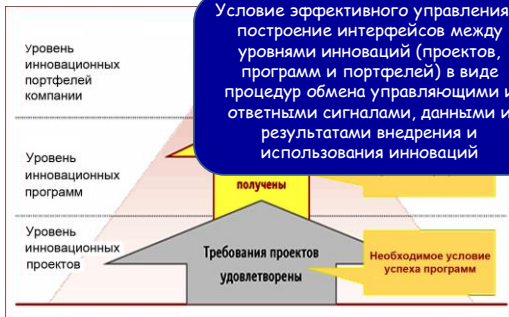 Условие эффективного управления
построение интерфейсов между
уровнями инноваций (проектов,
программ и портфелей) в виде
процедур обмена управляющими и
ответными сигналами, данными и
результатами внедрения и
использования инноваций
Уровень
инновационных
портфелей
компании
Уровень
инновационных
программ
получены
Уровень
инновационных
проектов
Требования проектов
удовлетворены
Необходимое условие
успеха программ